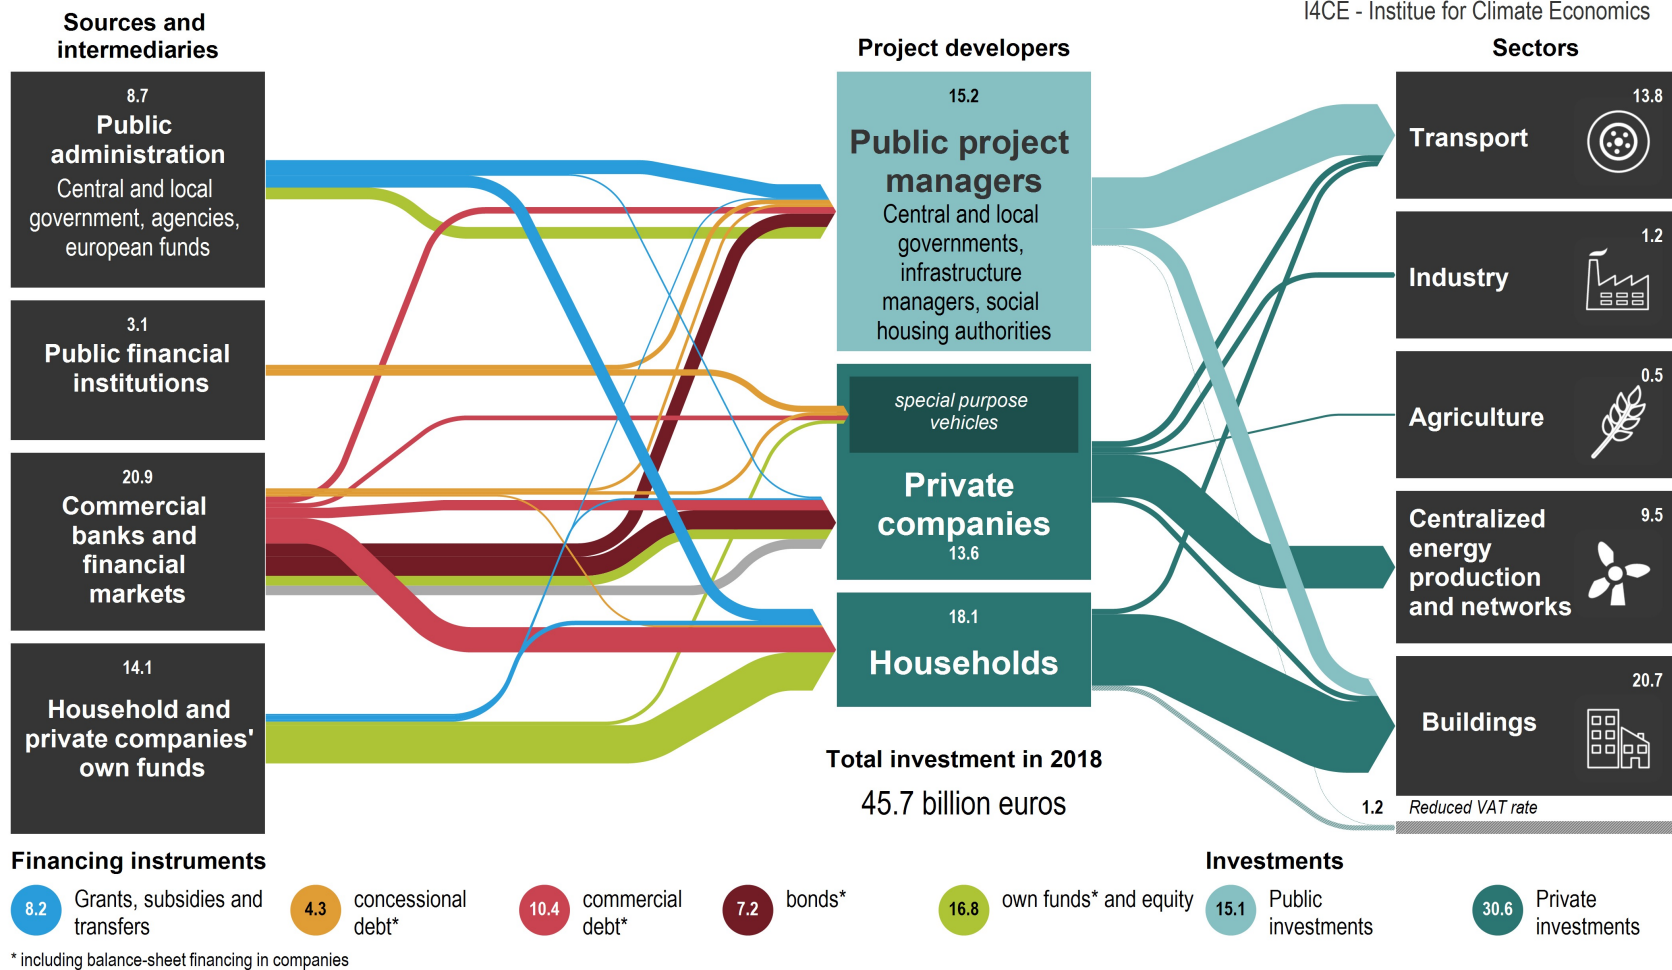 I4CE - Institue for Climate Economics
Sources and
intermediaries
Project developers
Sectors
8.7
Public
administration
Central and local
government, agencies,
european funds
3.1
Public financial
institutions
20.9
Commercial
banks and
financial
markets
14.1
Household and
private companies'
own funds
15.2
Public project
managers
Central and local
governments,
infrastructure
managers, social
housing authorities
special purpose
vehicles
Private
companies
13.6
18.1
Households
Total investment in 2018
45.7 billion euros
13.8
Transport
1.2
Industry
0.5
Agriculture
9.5
Centralized
energy
production
and networks
20.7
Buildings
1.2 Reduced VAT rate
Financing instruments
8.2 Grants, subsidies and
transfers
4.3 concessional
debt*
10.4 commercial
debt*
7.2 bonds*
16.8 own funds* and equity
Investments
15.1 Public
investments
30.6 Private
investments
* including balance-sheet financing in companies